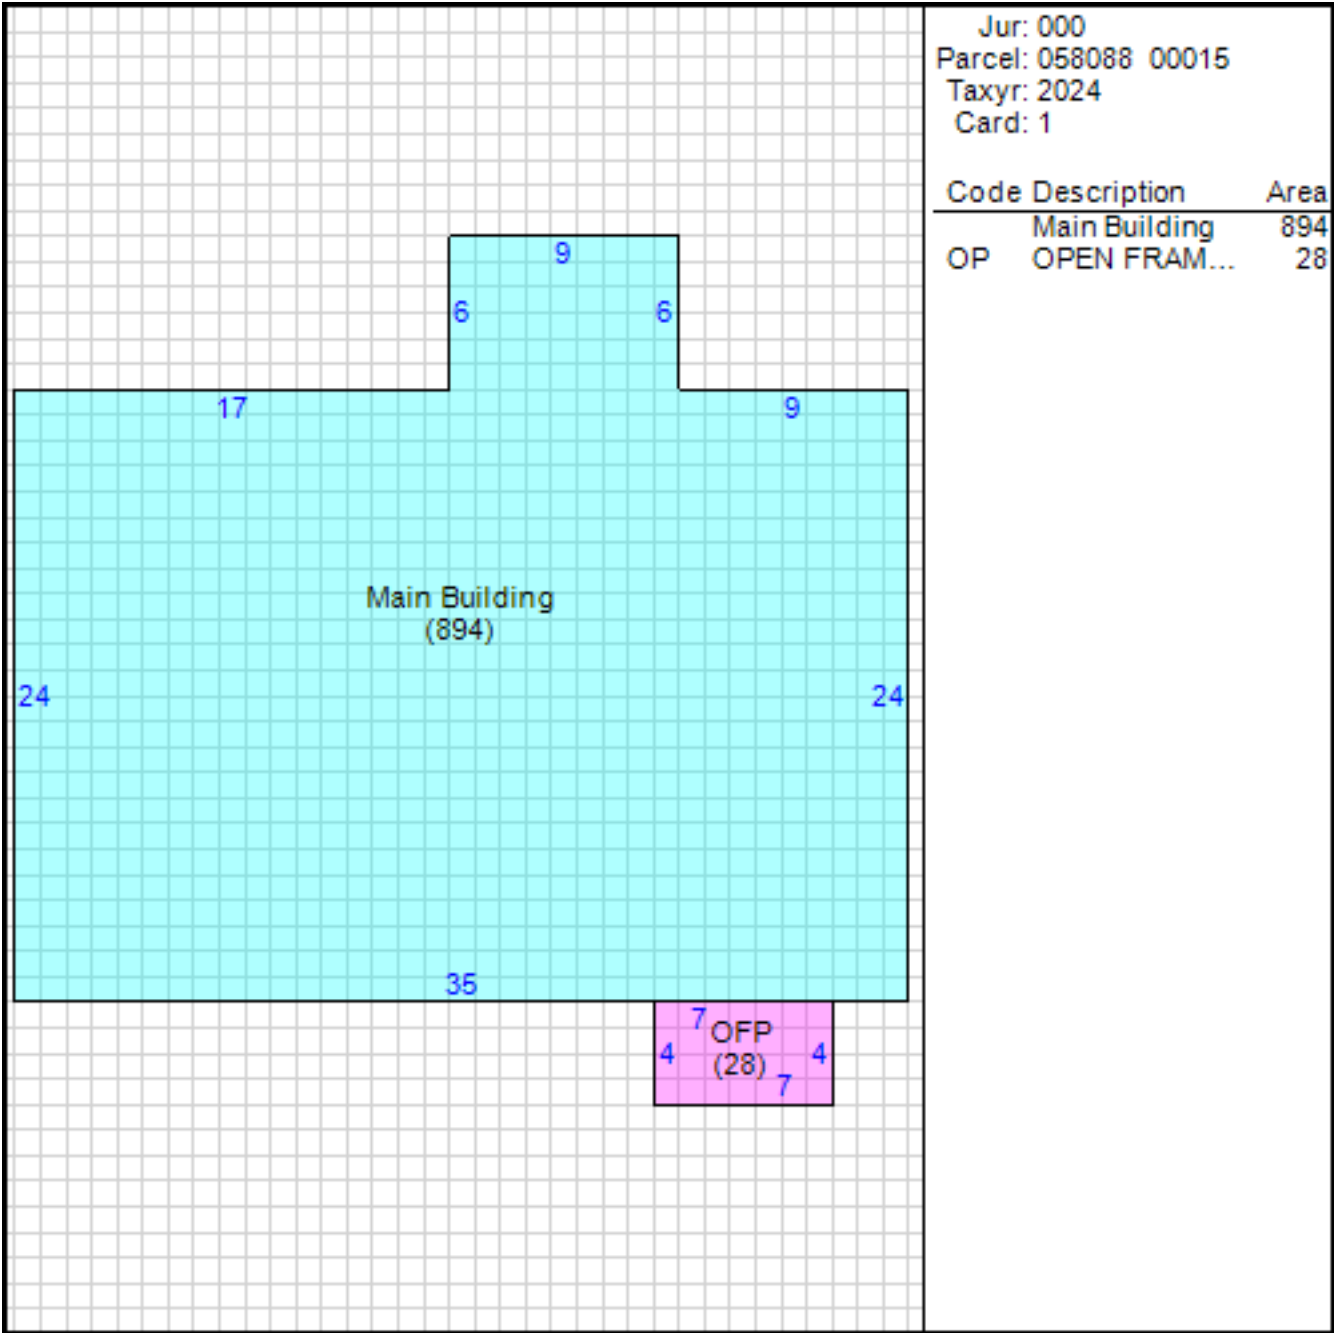 Jur: 000
Parcel: 058088 00015
Taxyr: 2024
Card: 1
Code Description Area
Main Building 894
OP OPEN FRAM... 28
9
6 6
17 9
Main Building
(894)
24 24
35
7
OFP
4 4
(28)
7